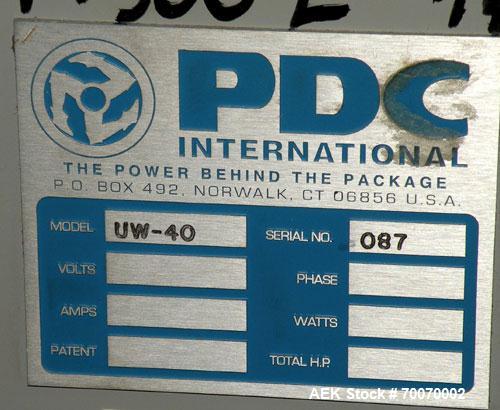 PDC
INTERNATIONAL
THE POWER BEHIND THE PACKAGE
P.O. BOX 492, NORWALK, CT 06856 U.S.A.
MODEL UW-40 SERIAL NO. 087
VOLTS PHASE
AMPS WATTS
PATENT TOTAL H.P.
AEK Stock # 70070002